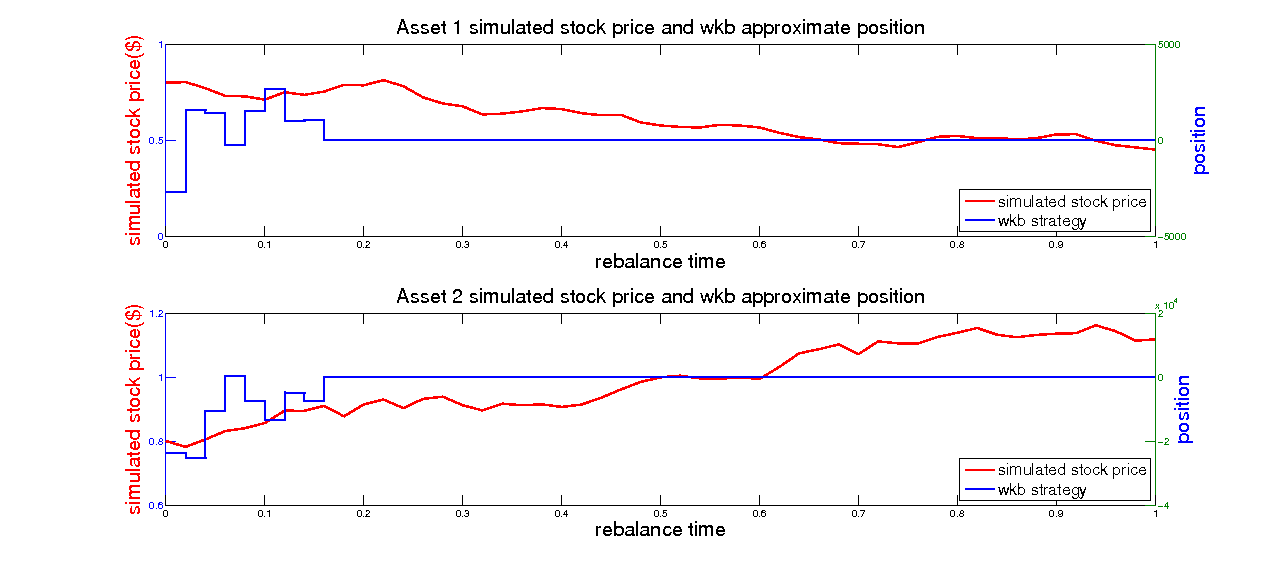 Asset 1 simulated stock price and wkb approximate position
simulated stock price($)
1
0.5
0
5000
0
−5000
position
simulated stock price
wkb strategy
0 0.1 0.2 0.3 0.4 0.5 0.6 0.7 0.8 0.9 1
rebalance time
Asset 2 simulated stock price and wkb approximate position
simulated stock price($)
1.2
1
0.8
0.6
x 10^4
2
0
−2
−4
position
simulated stock price
wkb strategy
0 0.1 0.2 0.3 0.4 0.5 0.6 0.7 0.8 0.9 1
rebalance time